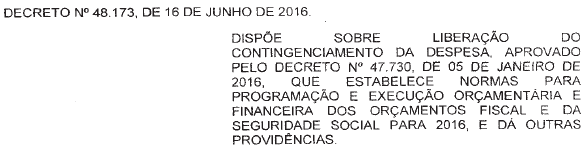 DECRETO Nº 48.173, DE 16 DE JUNHO DE 2016.
DISPÕE SOBRE LIBERAÇÃO DO
CONTINGENCIAMENTO DA DESPESA, APROVADO
PELO DECRETO Nº 47.730, DE 05 DE JANEIRO DE
2016, QUE ESTABELECE NORMAS PARA
PROGRAMAÇÃO E EXECUÇÃO ORÇAMENTÁRIA E
FINANCEIRA DOS ORÇAMENTOS FISCAL E DA
SEGURIDADE SOCIAL PARA 2016, E DÁ OUTRAS
PROVIDÊNCIAS.